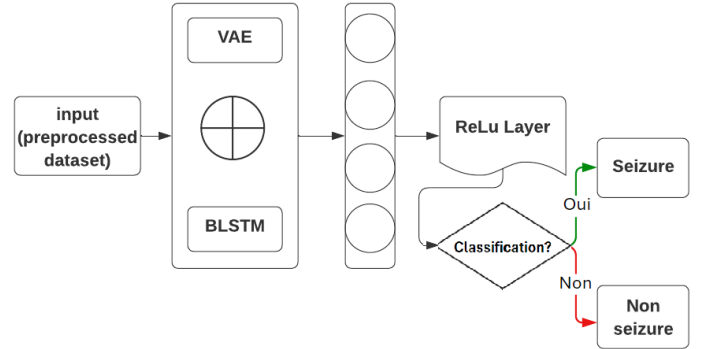 input
(preprocessed
dataset)
VAE
BLSTM
ReLu Layer
Classification?
Oui
Seizure
Non
Non
seizure